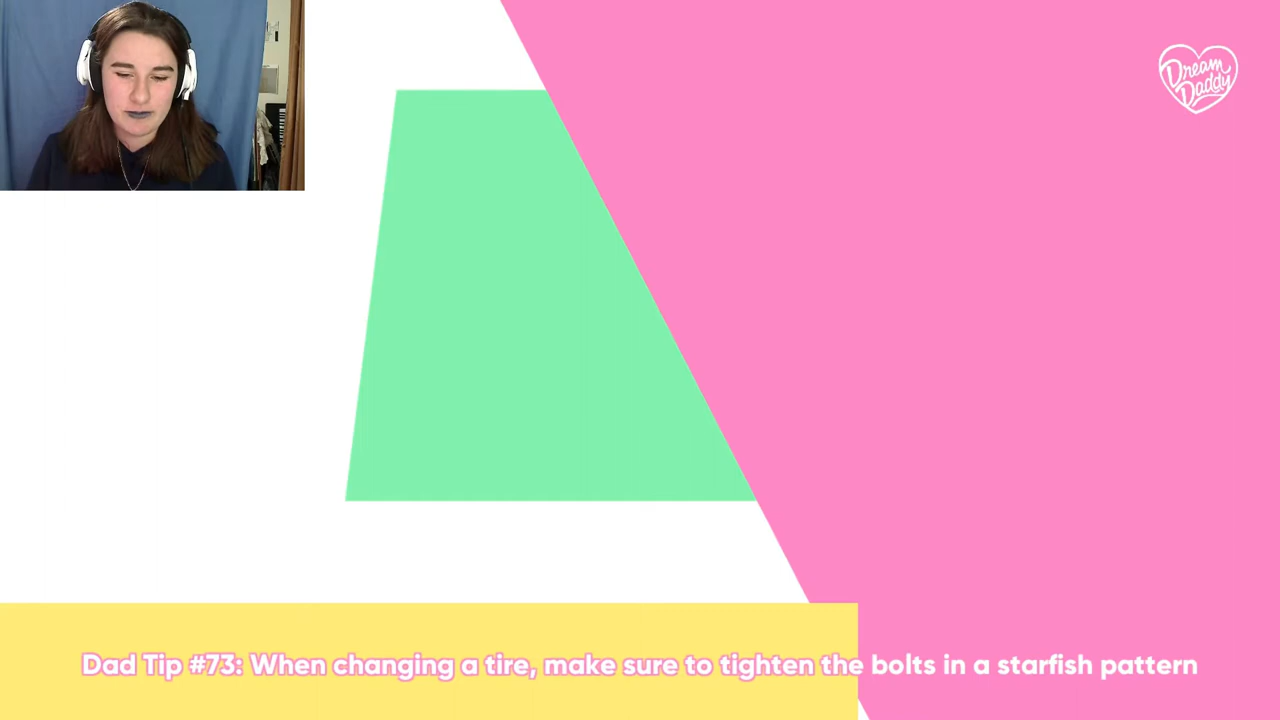 Dream
Daddy
Dad Tip #73: When changing a tire, make sure to tighten the bolts in a starfish pattern